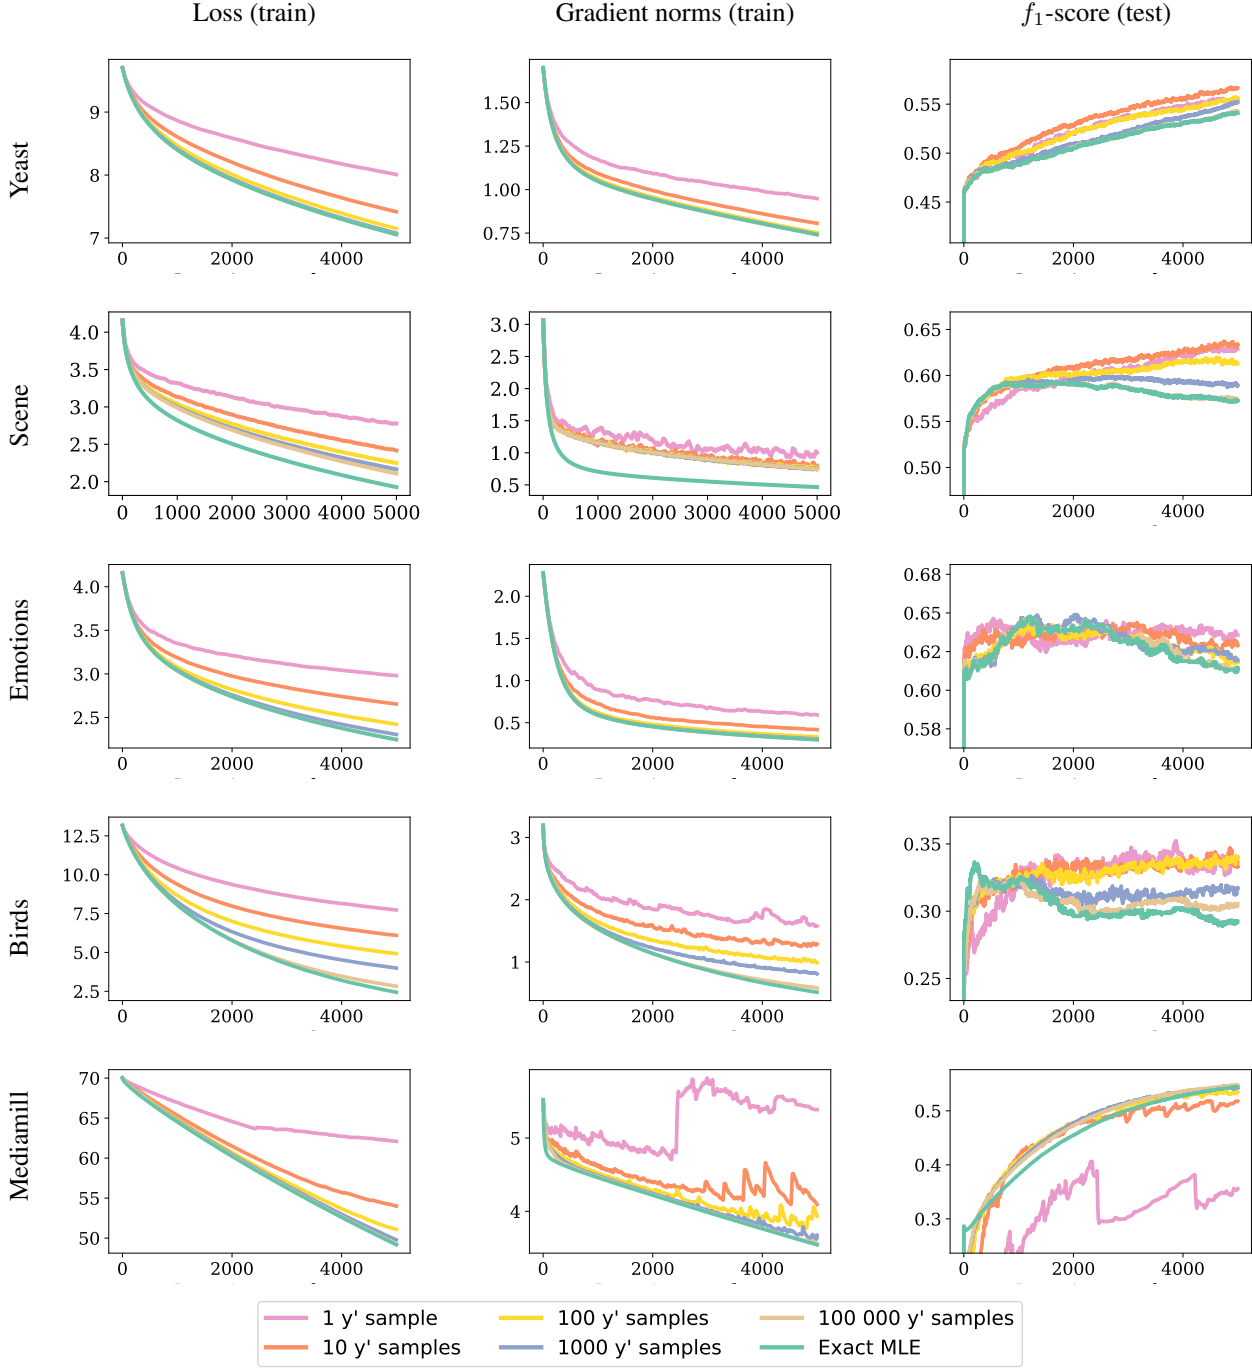 Loss (train) Gradient norms (train) f₁-score (test)
Yeast
9
8
7
0 2000 4000
1.50
1.25
1.00
0.75
0 2000 4000
0.55
0.50
0.45
0 2000 4000
Scene
4.0
3.5
3.0
2.5
2.0
0 1000 2000 3000 4000 5000
3.0
2.5
2.0
1.5
1.0
0.5
0 1000 2000 3000 4000 5000
0.65
0.60
0.55
0.50
0 2000 4000
Emotions
4.0
3.5
3.0
2.5
0 2000 4000
2.0
1.5
1.0
0.5
0 2000 4000
0.68
0.65
0.62
0.60
0.58
0 2000 4000
Birds
12.5
10.0
7.5
5.0
2.5
0 2000 4000
3
2
1
0 2000 4000
0.35
0.30
0.25
0 2000 4000
Mediamill
70
65
60
55
50
0 2000 4000
5
4
0 2000 4000
0.5
0.4
0.3
0 2000 4000
1 y' sample 100 y' samples 100 000 y' samples
10 y' samples 1000 y' samples Exact MLE